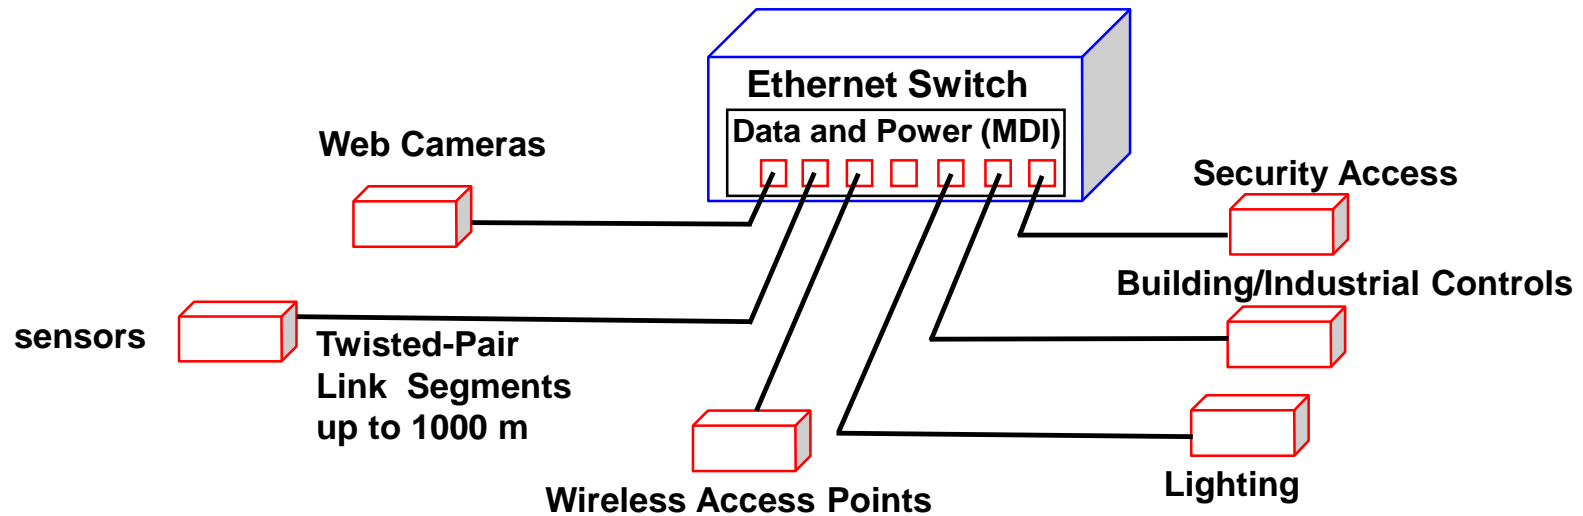 Ethernet Switch
Data and Power (MDI)
Web Cameras
Security Access
Building/Industrial Controls
sensors
Twisted-Pair
Link Segments
up to 1000 m
Wireless Access Points
Lighting